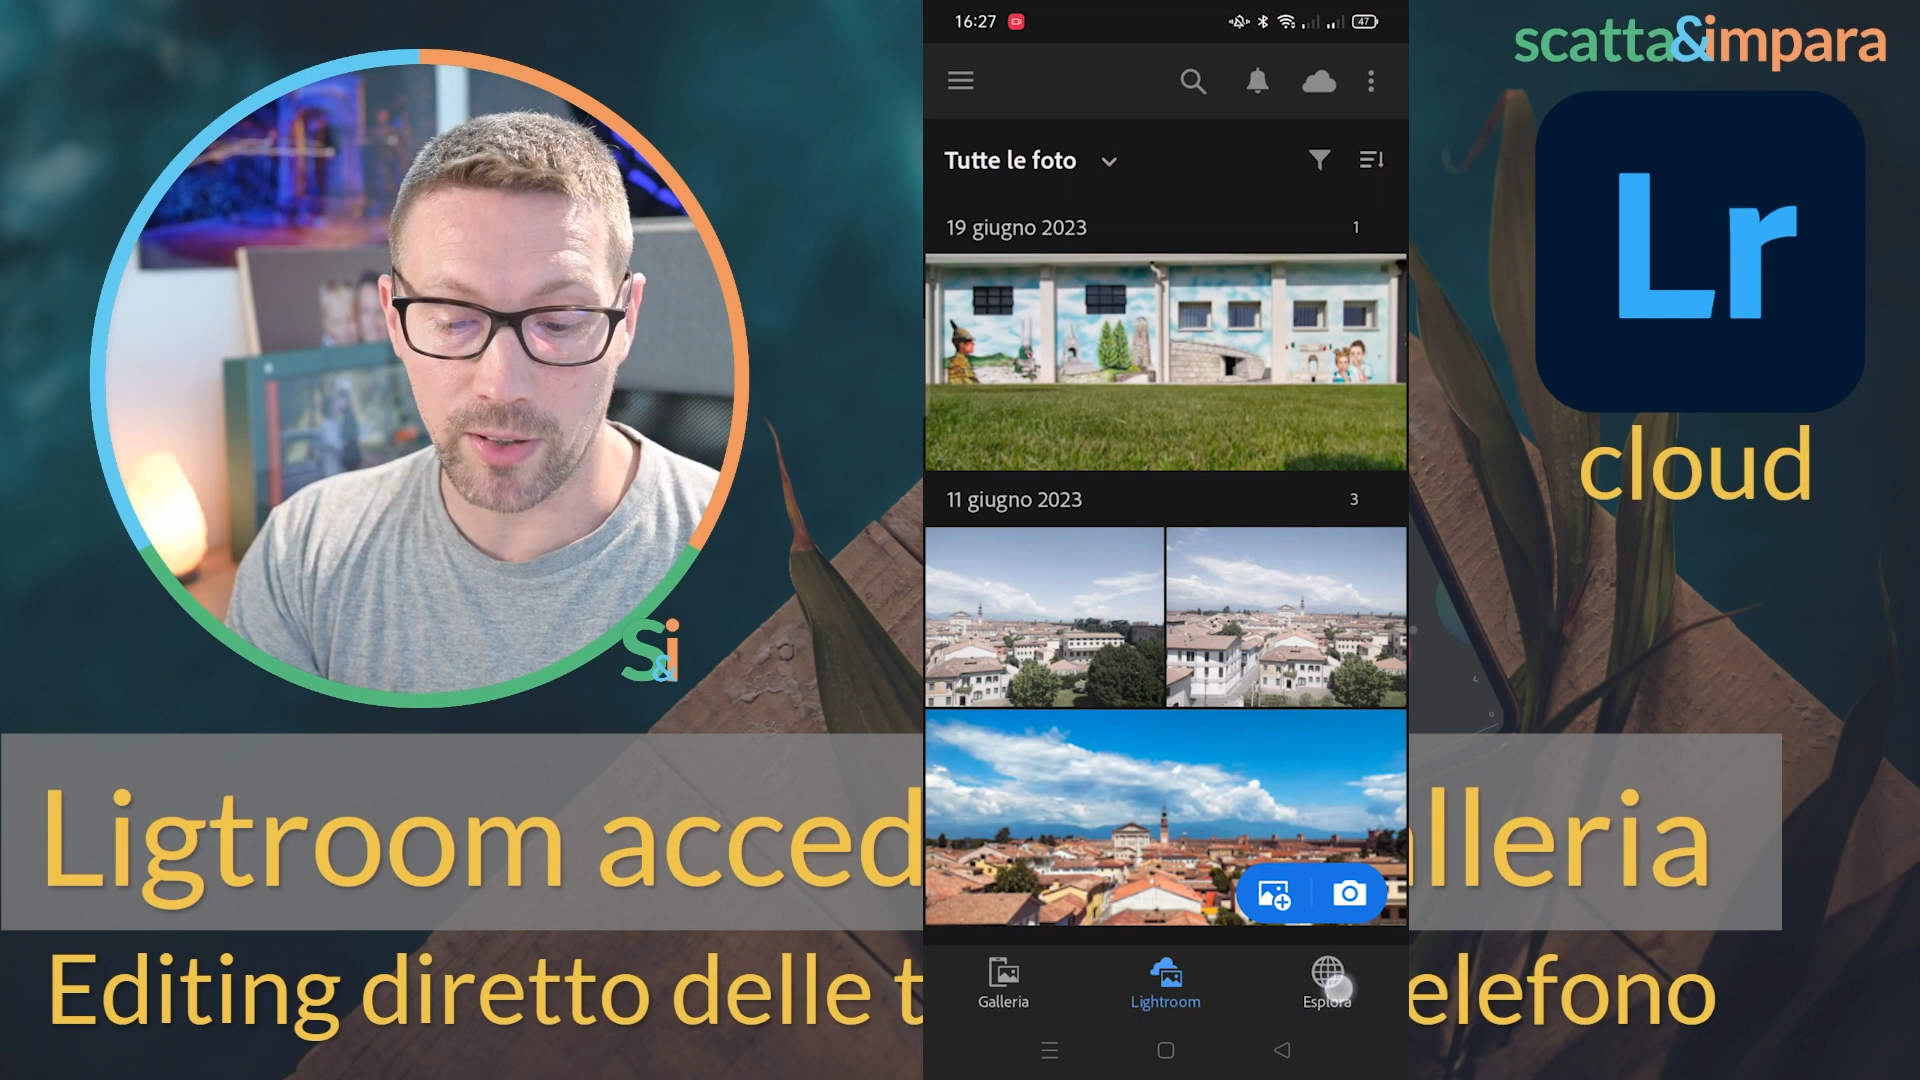 scatta&impara
Lr
cloud
S&i
16:27
47
Tutte le foto
19 giugno 2023
1
11 giugno 2023
3
Galleria
Lightroom
Esplora
Ligtroom acced
lleria
Editing diretto delle t
elefono